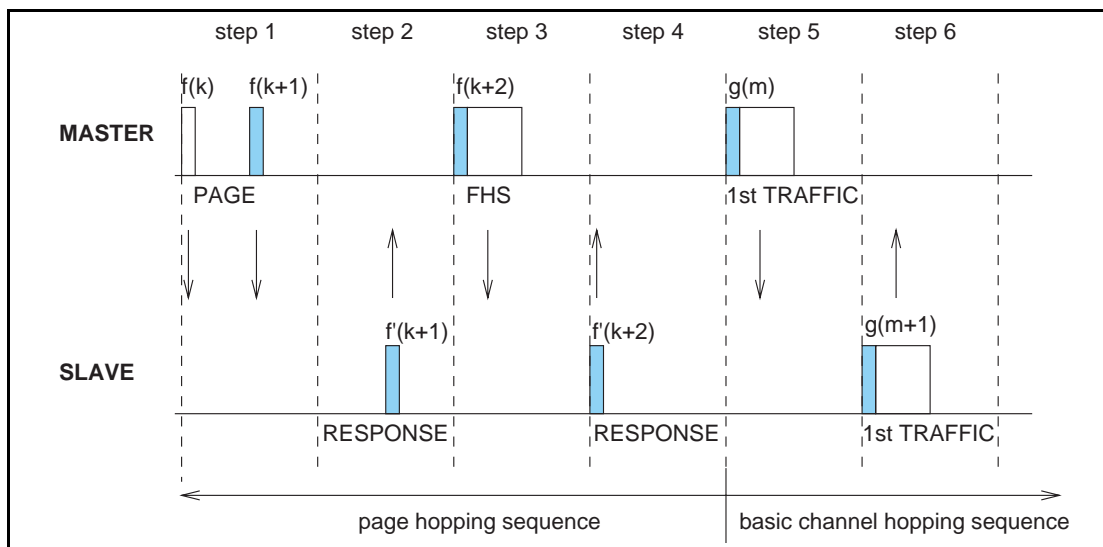 step 1 step 2 step 3 step 4 step 5 step 6
f(k) f(k+1) f(k+2) g(m)
MASTER
PAGE FHS 1st TRAFFIC
f'(k+1) f'(k+2) g(m+1)
SLAVE
RESPONSE RESPONSE 1st TRAFFIC
page hopping sequence basic channel hopping sequence